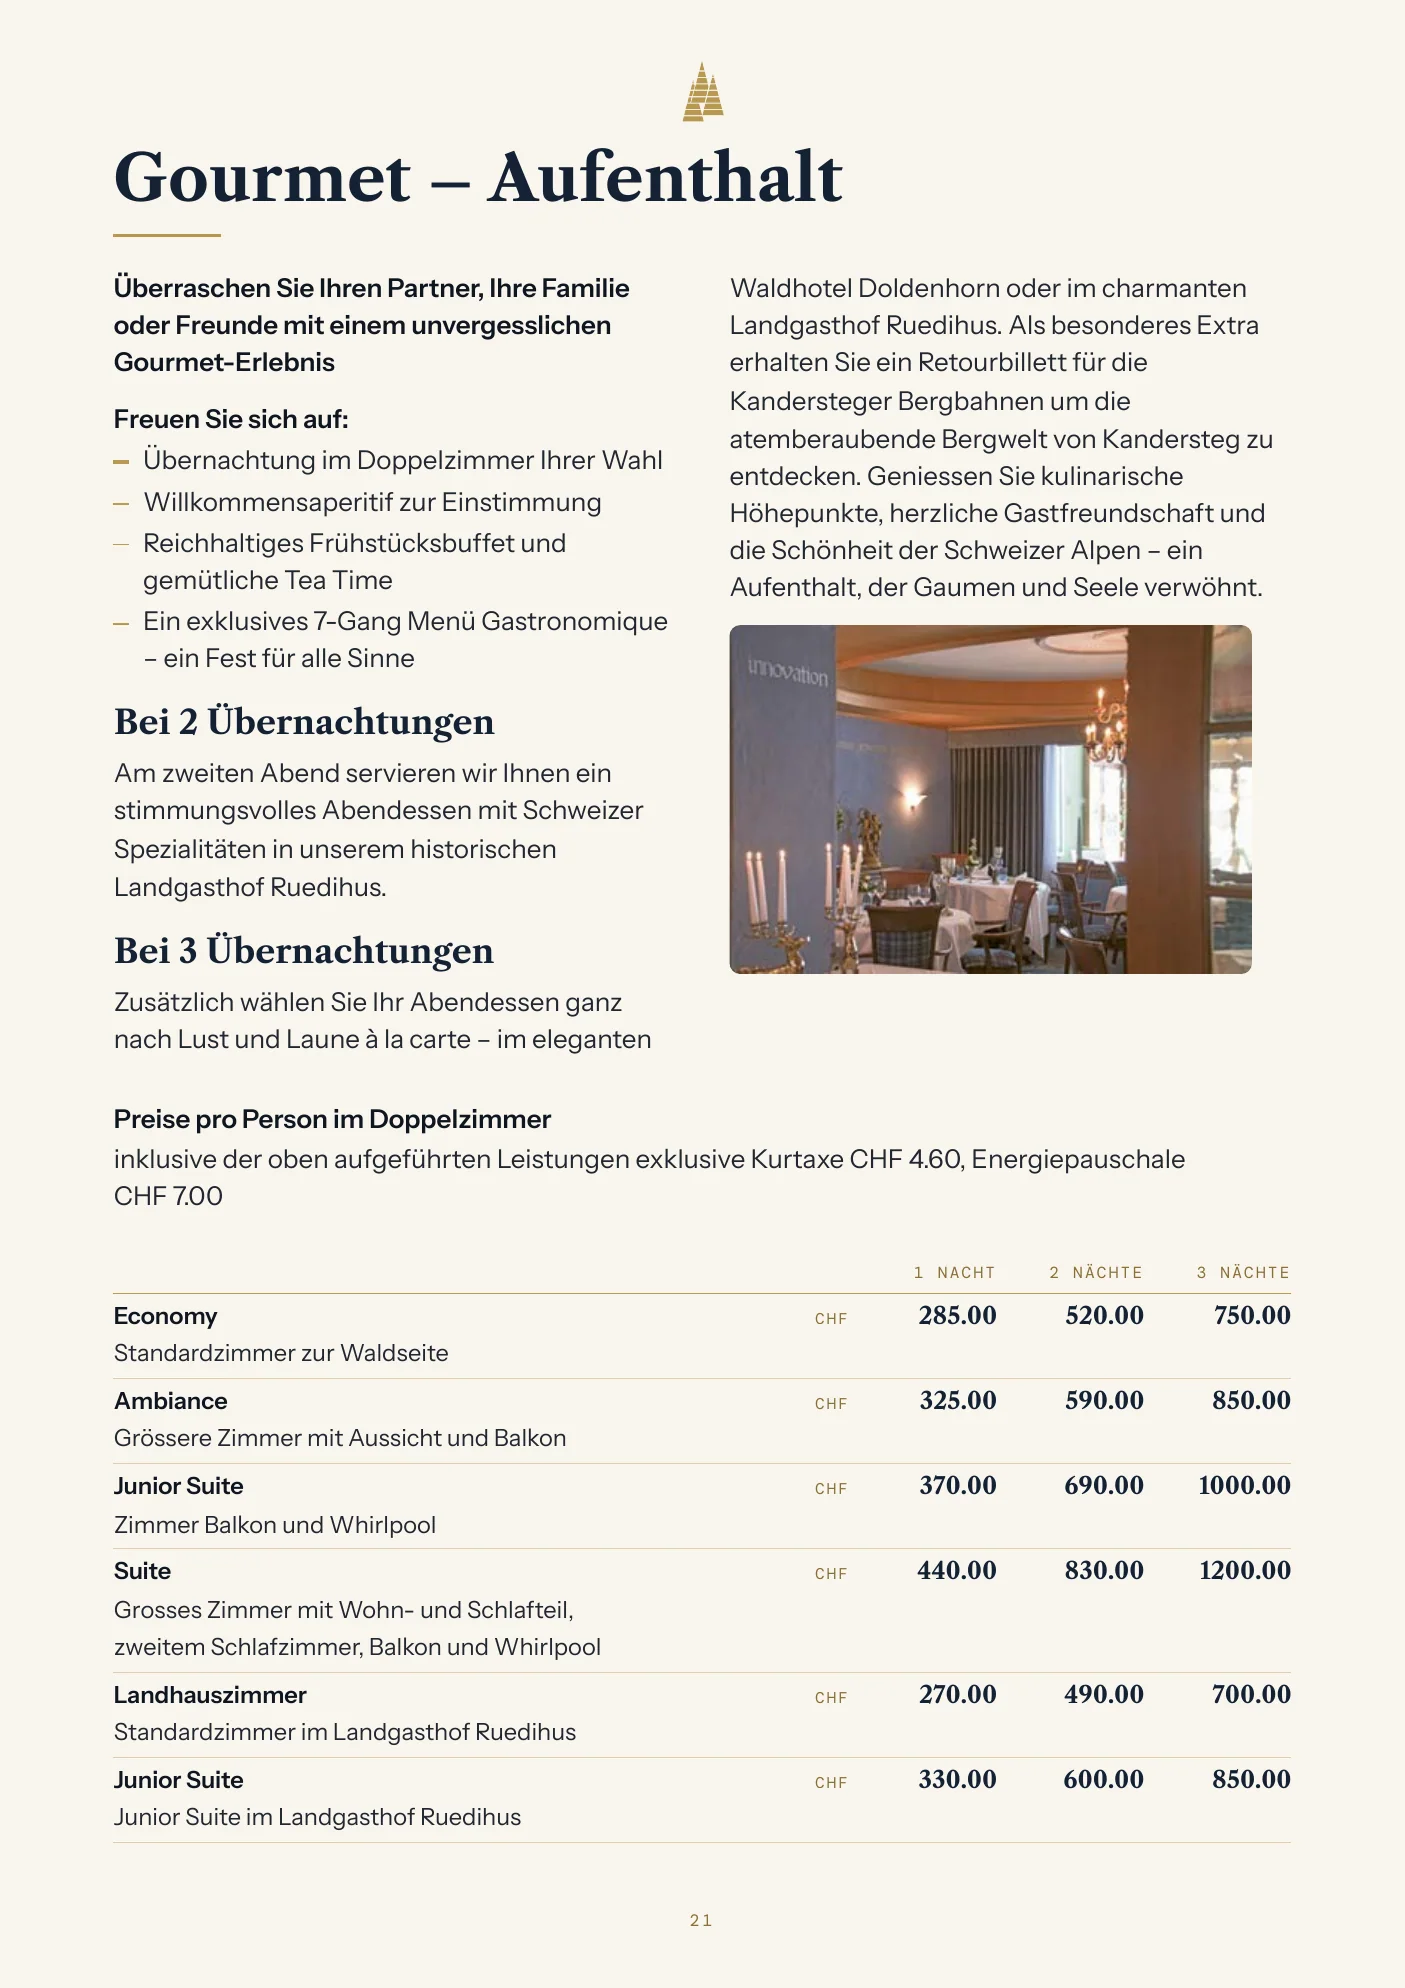 Gourmet – Aufenthalt
Überraschen Sie Ihren Partner, Ihre Familie
oder Freunde mit einem unvergesslichen
Gourmet-Erlebnis
Freuen Sie sich auf:
– Übernachtung im Doppelzimmer Ihrer Wahl
– Willkommensaperitif zur Einstimmung
– Reichhaltiges Frühstücksbuffet und
gemütliche Tea Time
– Ein exklusives 7-Gang Menü Gastronomique
– ein Fest für alle Sinne
Bei 2 Übernachtungen
Am zweiten Abend servieren wir Ihnen ein
stimmungsvolles Abendessen mit Schweizer
Spezialitäten in unserem historischen
Landgasthof Ruedihus.
Bei 3 Übernachtungen
Zusätzlich wählen Sie Ihr Abendessen ganz
nach Lust und Laune à la carte – im eleganten
Waldhotel Doldenhorn oder im charmanten
Landgasthof Ruedihus. Als besonderes Extra
erhalten Sie ein Retourbillett für die
Kandersteger Bergbahnen um die
atemberaubende Bergwelt von Kandersteg zu
entdecken. Geniessen Sie kulinarische
Höhepunkte, herzliche Gastfreundschaft und
die Schönheit der Schweizer Alpen – ein
Aufenthalt, der Gaumen und Seele verwöhnt.
innovation
Preise pro Person im Doppelzimmer
inklusive der oben aufgeführten Leistungen exklusive Kurtaxe CHF 4.60, Energiepauschale
CHF 7.00
1 NACHT 2 NÄCHTE 3 NÄCHTE
Economy CHF 285.00 520.00 750.00
Standardzimmer zur Waldseite
Ambiance CHF 325.00 590.00 850.00
Grössere Zimmer mit Aussicht und Balkon
Junior Suite CHF 370.00 690.00 1000.00
Zimmer Balkon und Whirlpool
Suite CHF 440.00 830.00 1200.00
Grosses Zimmer mit Wohn- und Schlafteil,
zweitem Schlafzimmer, Balkon und Whirlpool
Landhauszimmer CHF 270.00 490.00 700.00
Standardzimmer im Landgasthof Ruedihus
Junior Suite CHF 330.00 600.00 850.00
Junior Suite im Landgasthof Ruedihus
21